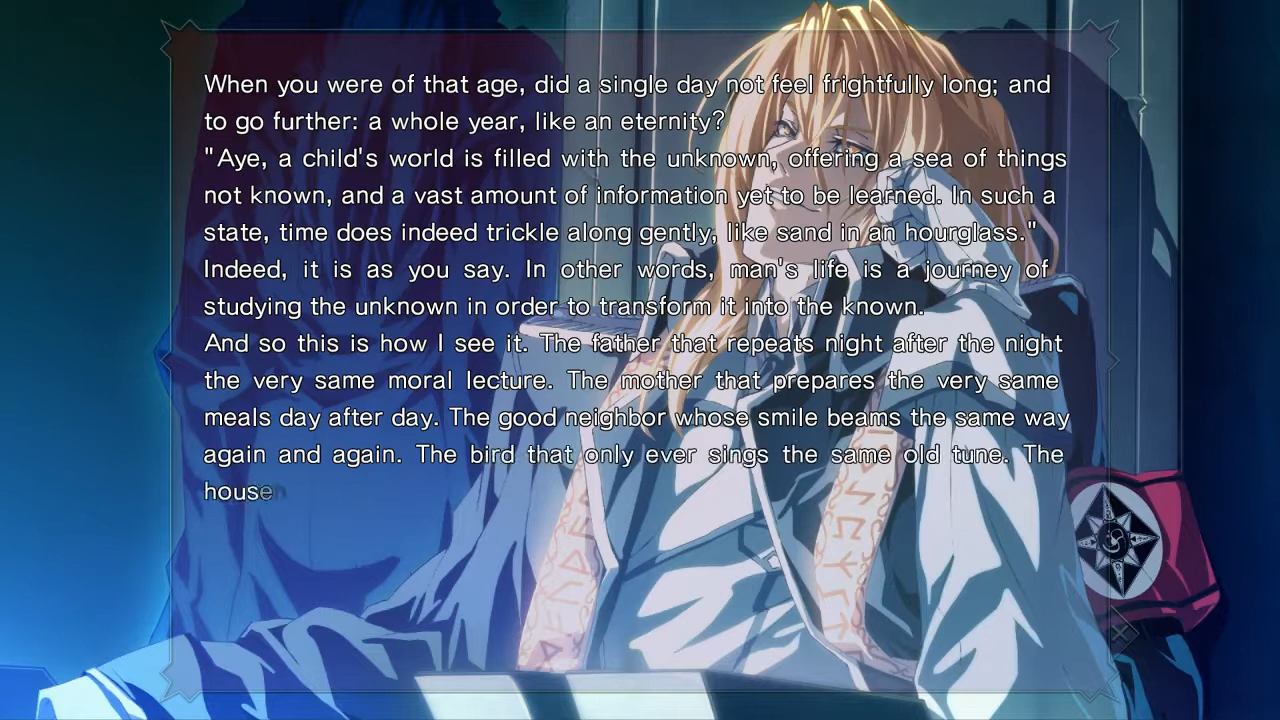 When you were of that age, did a single day not feel frightfully long; and
to go further: a whole year, like an eternity?
"Aye, a child's world is filled with the unknown, offering a sea of things
not known, and a vast amount of information yet to be learned. In such a
state, time does indeed trickle along gently, like sand in an hourglass."
Indeed, it is as you say. In other words, man's life is a journey of
studying the unknown in order to transform it into the known.
And so this is how I see it. The father that repeats night after the night
the very same moral lecture. The mother that prepares the very same
meals day after day. The good neighbor whose smile beams the same way
again and again. The bird that only ever sings the same old tune. The
housen